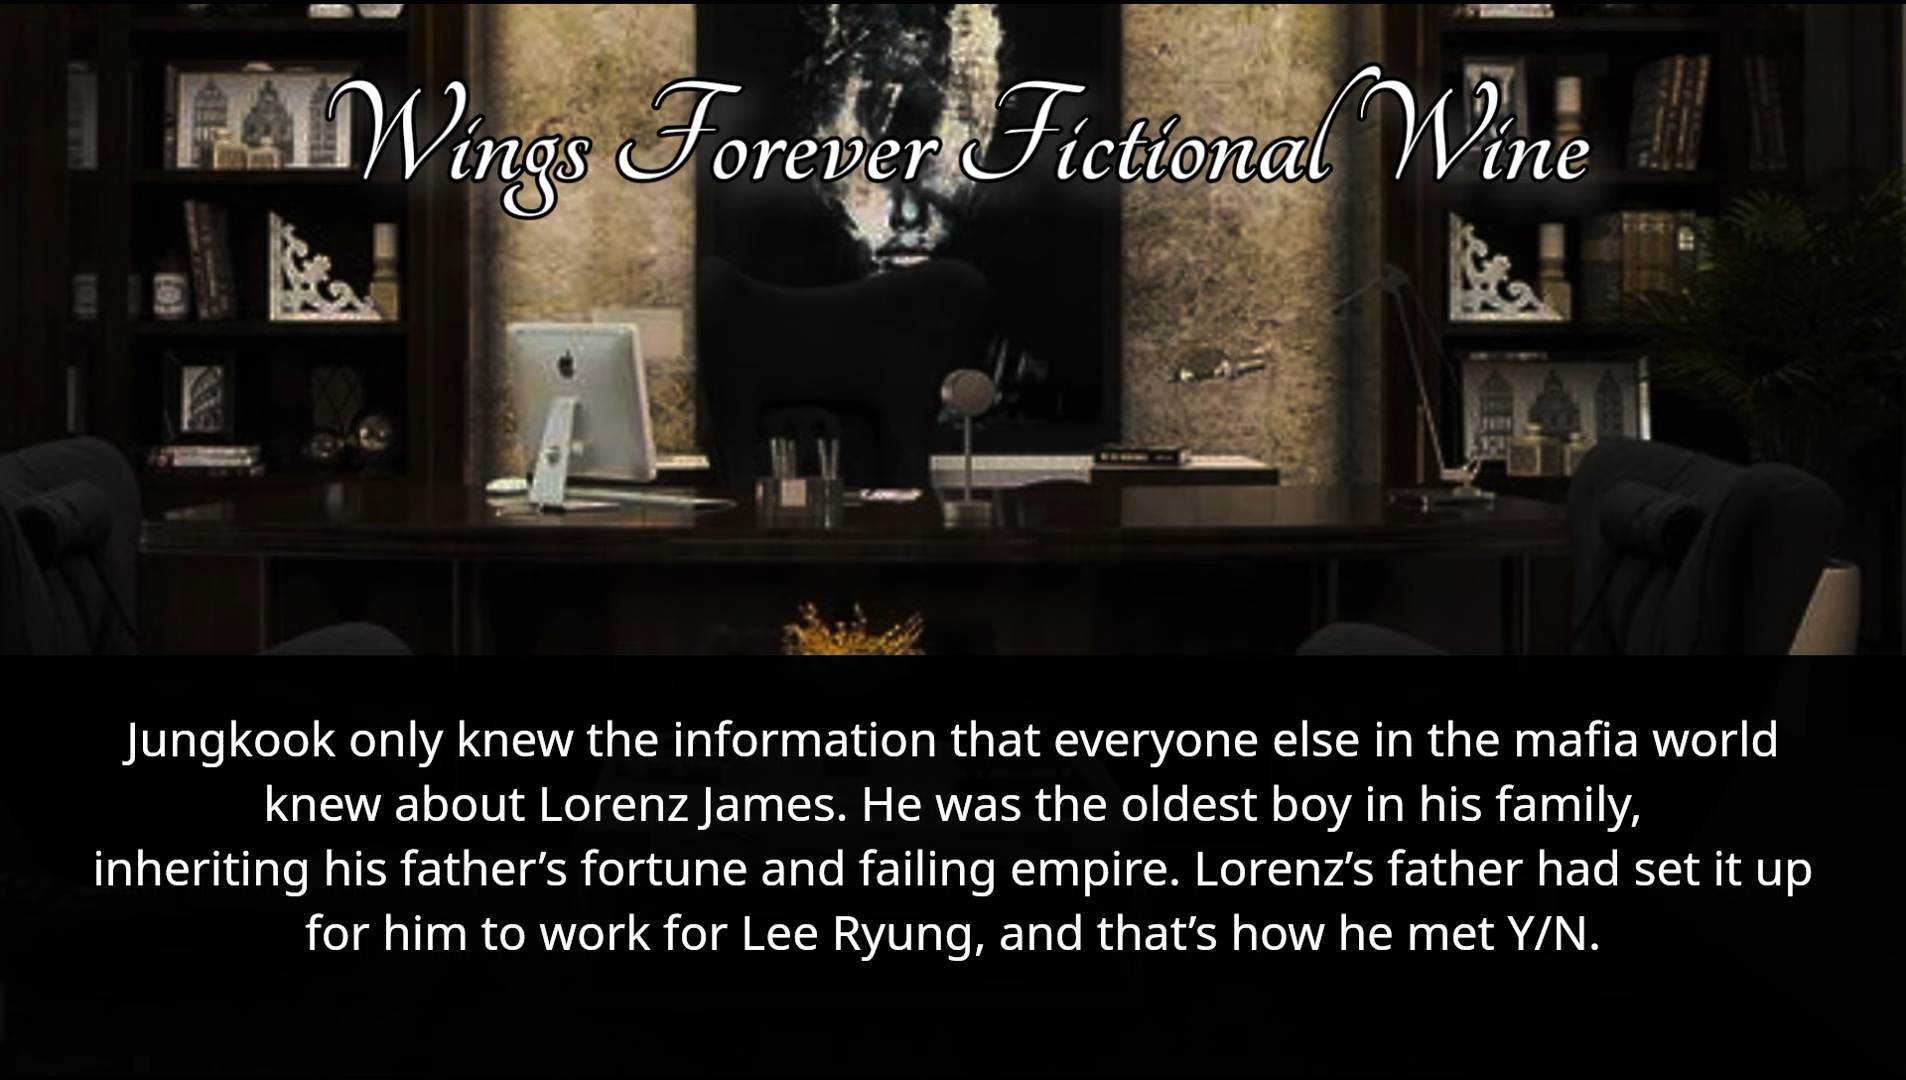 Wings Forever Fictional Wine
Jungkook only knew the information that everyone else in the mafia world
knew about Lorenz James. He was the oldest boy in his family,
inheriting his father’s fortune and failing empire. Lorenz’s father had set it up
for him to work for Lee Ryung, and that’s how he met Y/N.